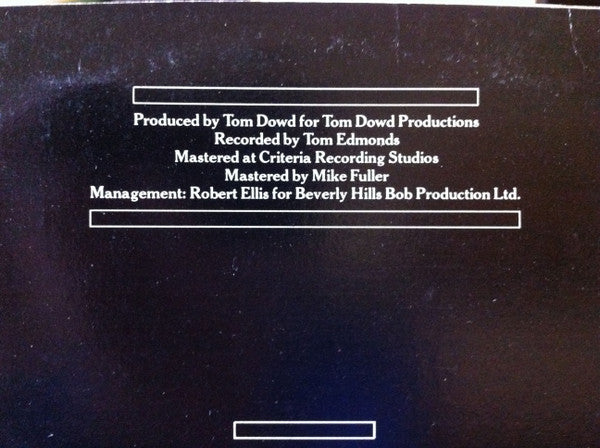 Produced by Tom Dowd for Tom Dowd Productions
Recorded by Tom Edmonds
Mastered at Criteria Recording Studios
Mastered by Mike Fuller
Management: Robert Ellis for Beverly Hills Bob Production Ltd.